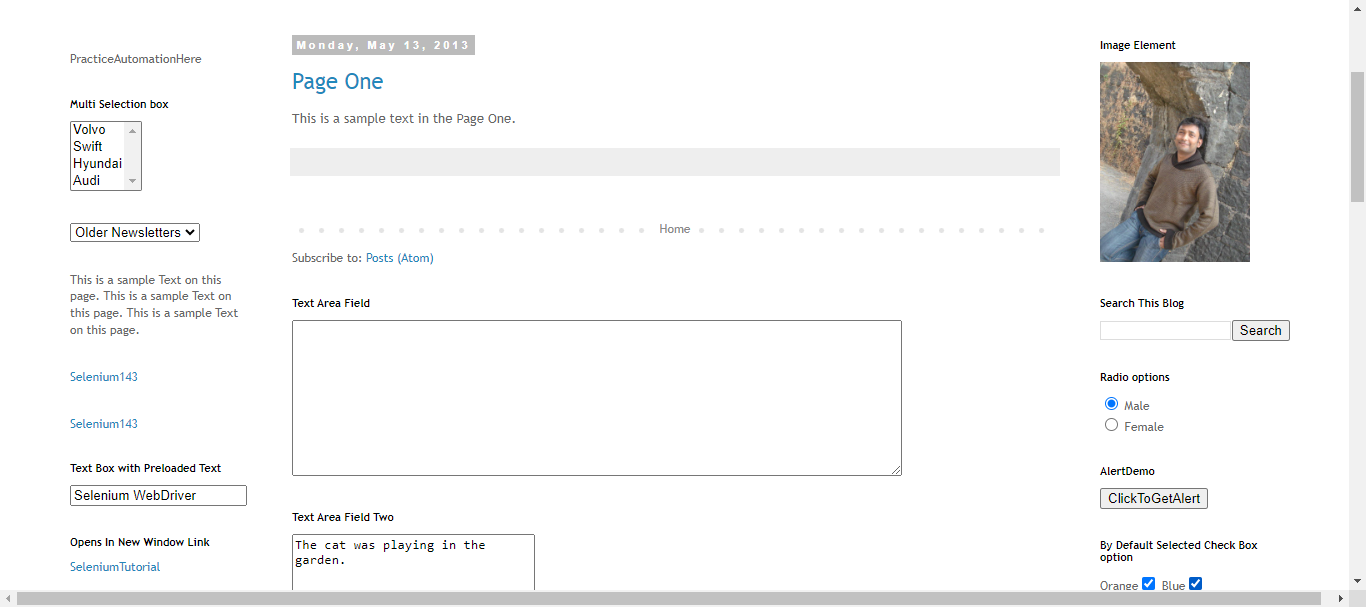 PracticeAutomationHere
Multi Selection box
Volvo
Swift
Hyundai
Audi
Older Newsletters
This is a sample Text on this
page. This is a sample Text on
this page. This is a sample Text
on this page.
Selenium143
Selenium143
Text Box with Preloaded Text
Selenium WebDriver
Opens In New Window Link
SeleniumTutorial
Monday, May 13, 2013
Page One
This is a sample text in the Page One.
Home
Subscribe to: Posts (Atom)
Text Area Field
Text Area Field Two
The cat was playing in the
garden.
Image Element
Search This Blog
Search
Radio options
Male
Female
AlertDemo
ClickToGetAlert
By Default Selected Check Box
option
Orange Blue